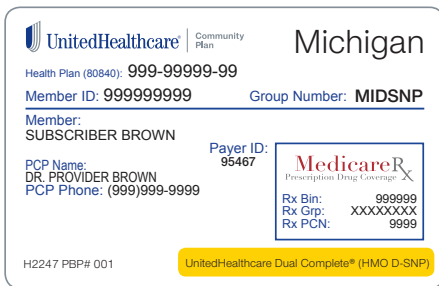 UnitedHealthcare® Community Plan
Michigan
Health Plan (80840): 999-99999-99
Member ID: 999999999 Group Number: MIDSNP
Member:
SUBSCRIBER BROWN
Payer ID:
95467
PCP Name:
DR. PROVIDER BROWN
PCP Phone: (999)999-9999
MedicareRx
Prescription Drug Coverage
Rx Bin: 999999
Rx Grp: XXXXXXXX
Rx PCN: 9999
H2247 PBP# 001
UnitedHealthcare Dual Complete® (HMO D-SNP)